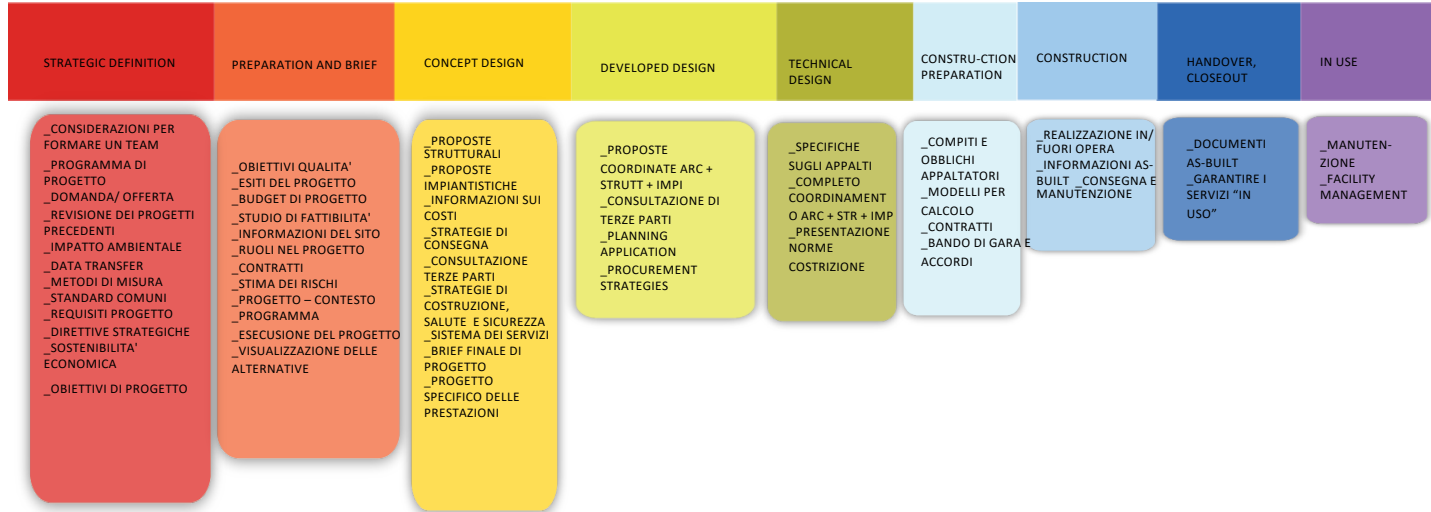 STRATEGIC DEFINITION
PREPARATION AND BRIEF
CONCEPT DESIGN
DEVELOPED DESIGN
TECHNICAL
DESIGN
CONSTRU-CTION
PREPARATION
CONSTRUCTION
HANDOVER,
CLOSEOUT
IN USE
_CONSIDERAZIONI PER
FORMARE UN TEAM
_PROGRAMMA DI
PROGETTO
_DOMANDA/ OFFERTA
_REVISIONE DEI PROGETTI
PRECEDENTI
_IMPATTO AMBIENTALE
_DATA TRANSFER
_METODI DI MISURA
_STANDARD COMUNI
_REQUISITI PROGETTO
_DIRETTIVE STRATEGICHE
_SOSTENIBILITA'
ECONOMICA
_OBIETTIVI DI PROGETTO
_OBIETTIVI QUALITA'
_ESITI DEL PROGETTO
_BUDGET DI PROGETTO
_STUDIO DI FATTIBILITA'
_INFORMAZIONI DEL SITO
_RUOLI NEL PROGETTO
_CONTRATTI
_STIMA DEI RISCHI
_PROGETTO – CONTESTO
_PROGRAMMA
_ESECUSIONE DEL PROGETTO
_VISUALIZZAZIONE DELLE
ALTERNATIVE
_PROPOSTE
STRUTTURALI
_PROPOSTE
IMPIANTISTICHE
_INFORMAZIONI SUI
COSTI
_STRATEGIE DI
CONSEGNA
_CONSULTAZIONE
TERZE PARTI
_STRATEGIE DI
COSTRUZIONE,
SALUTE E SICUREZZA
_SISTEMA DEI SERVIZI
_BRIEF FINALE DI
PROGETTO
_PROGETTO
SPECIFICO DELLE
PRESTAZIONI
_PROPOSTE
COORDINATE ARC +
STRUTT + IMPI
_CONSULTAZIONE DI
TERZE PARTI
_PLANNING
APPLICATION
_PROCUREMENT
STRATEGIES
_SPECIFICHE
SUGLI APPALTI
_COMPLETO
COORDINAMENT
O ARC + STR + IMP
_PRESENTAZIONE
NORME
COSTRIZIONE
_COMPITI E
OBBLICHI
APPALTATORI
_MODELLI PER
CALCOLO
_CONTRATTI
_BANDO DI GARA E
ACCORDI
_REALIZZAZIONE IN/
FUORI OPERA
_INFORMAZIONI AS-
BUILT _CONSEGNA E
MANUTENZIONE
_DOCUMENTI
AS-BUILT
_GARANTIRE I
SERVIZI “IN
USO”
_MANUTEN-
ZIONE
_FACILITY
MANAGEMENT